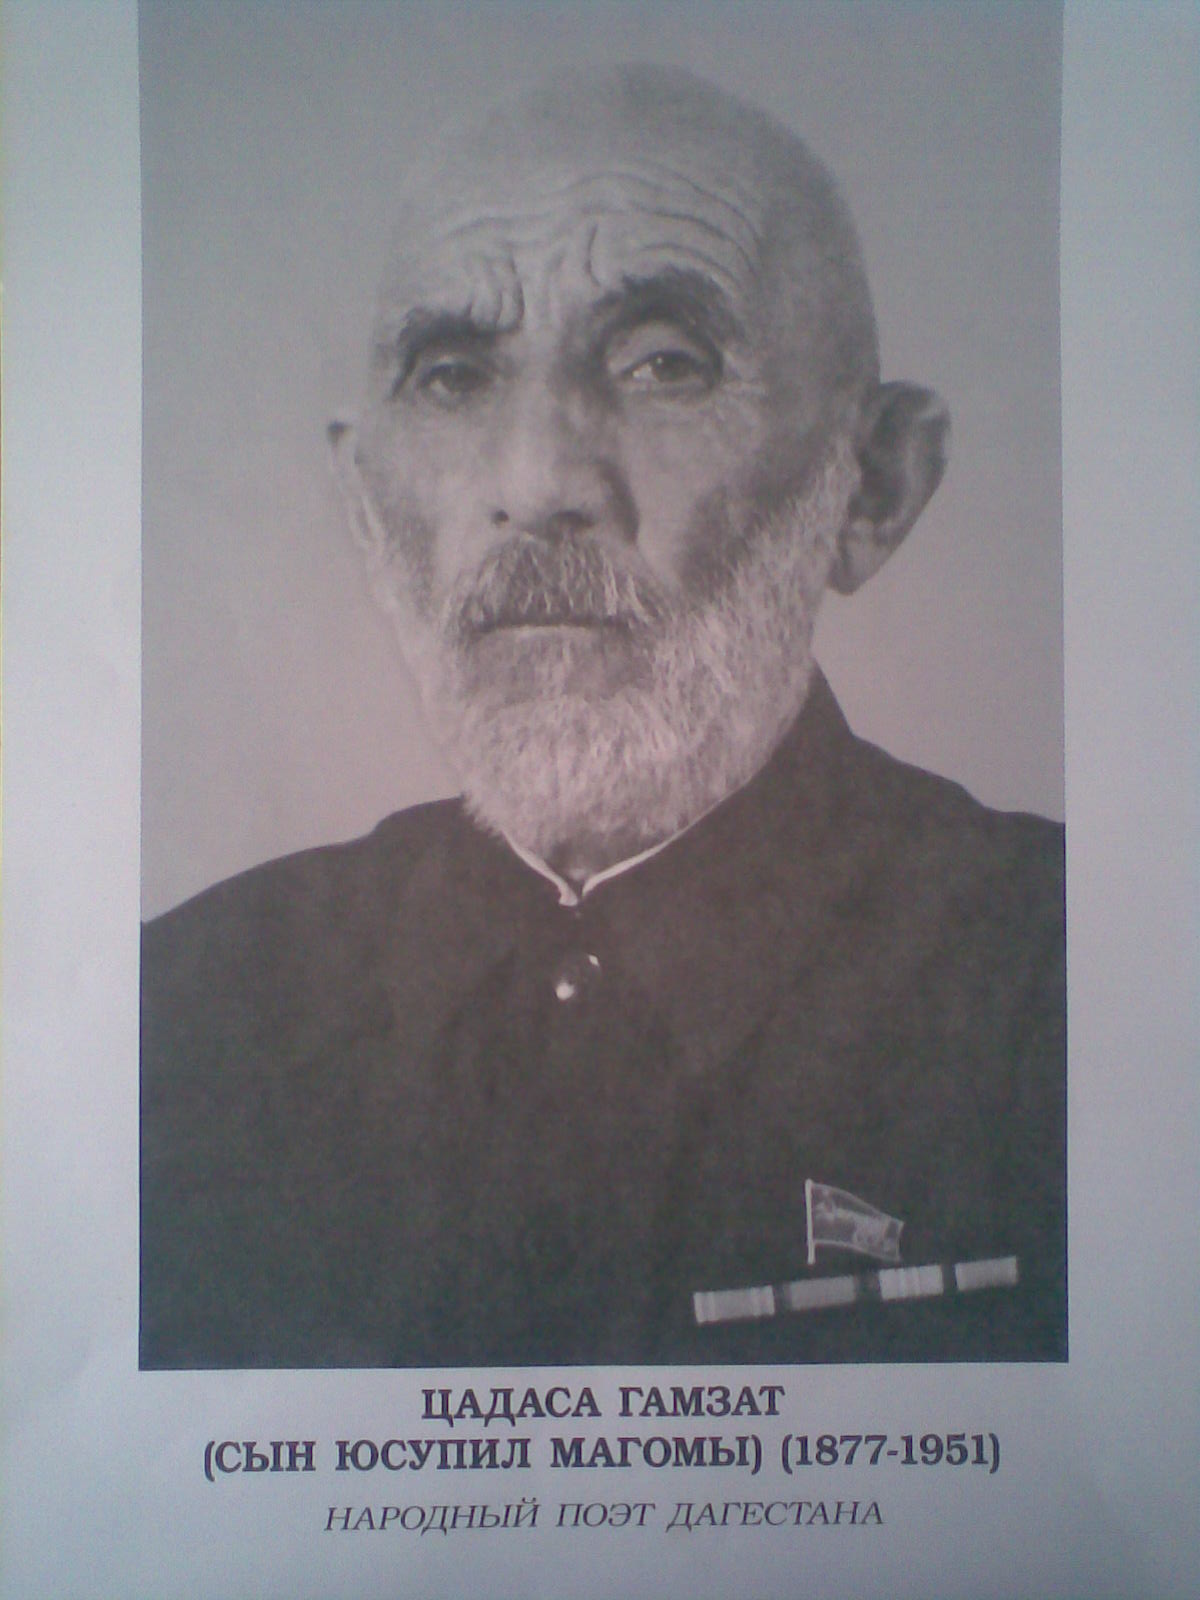 ЦАДАСА ГАМЗАТ
(СЫН ЮСУПИЛ МАГОМЫ) (1877-1951)
НАРОДНЫЙ ПОЭТ ДАГЕСТАНА